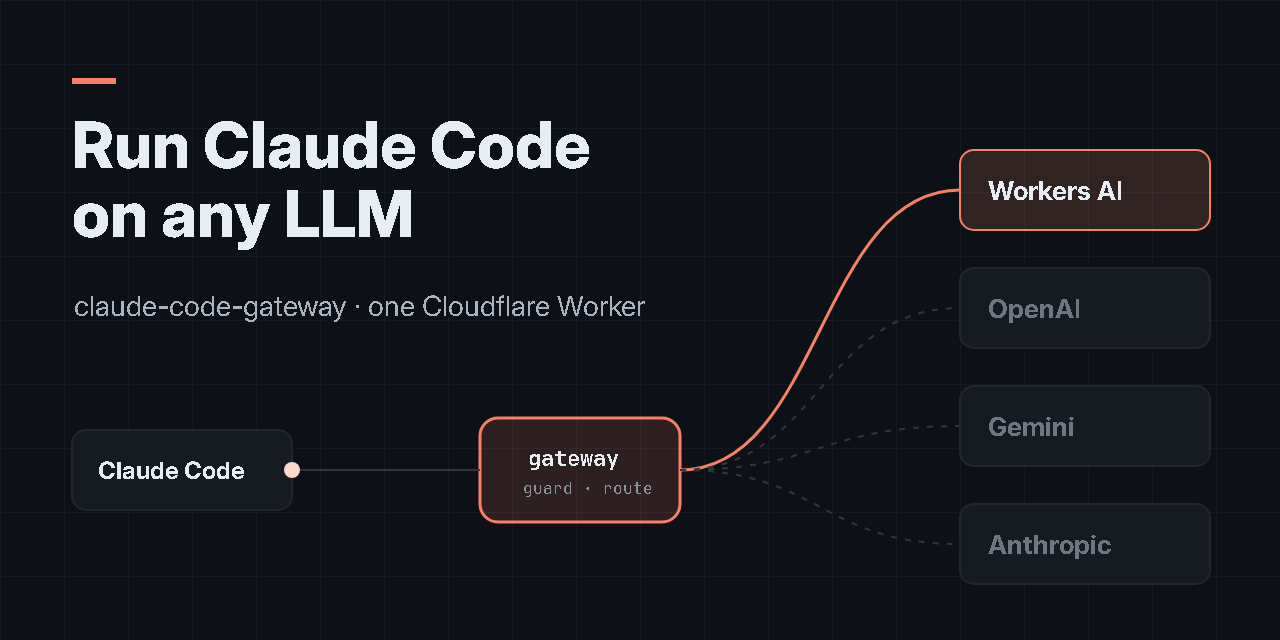 Run Claude Code
on any LLM
claude-code-gateway · one Cloudflare Worker
Claude Code
gateway
guard · route
Workers AI
OpenAI
Gemini
Anthropic